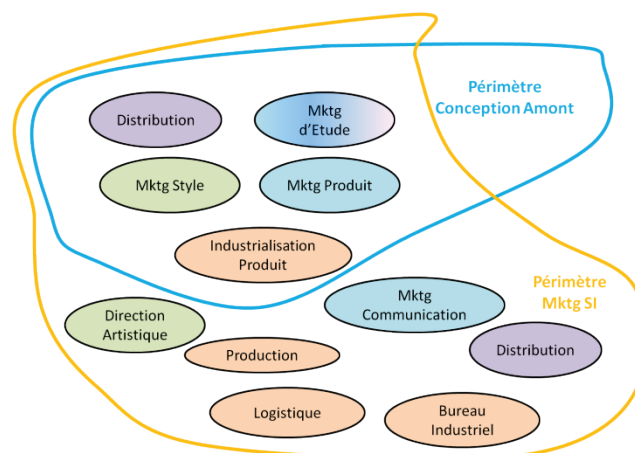 Périmètre
Conception Amont
Distribution
Mktg
d'Etude
Mktg Style
Mktg Produit
Industrialisation
Produit
Périmètre
Mktg SI
Mktg
Communication
Direction
Artistique
Production
Distribution
Logistique
Bureau
Industriel